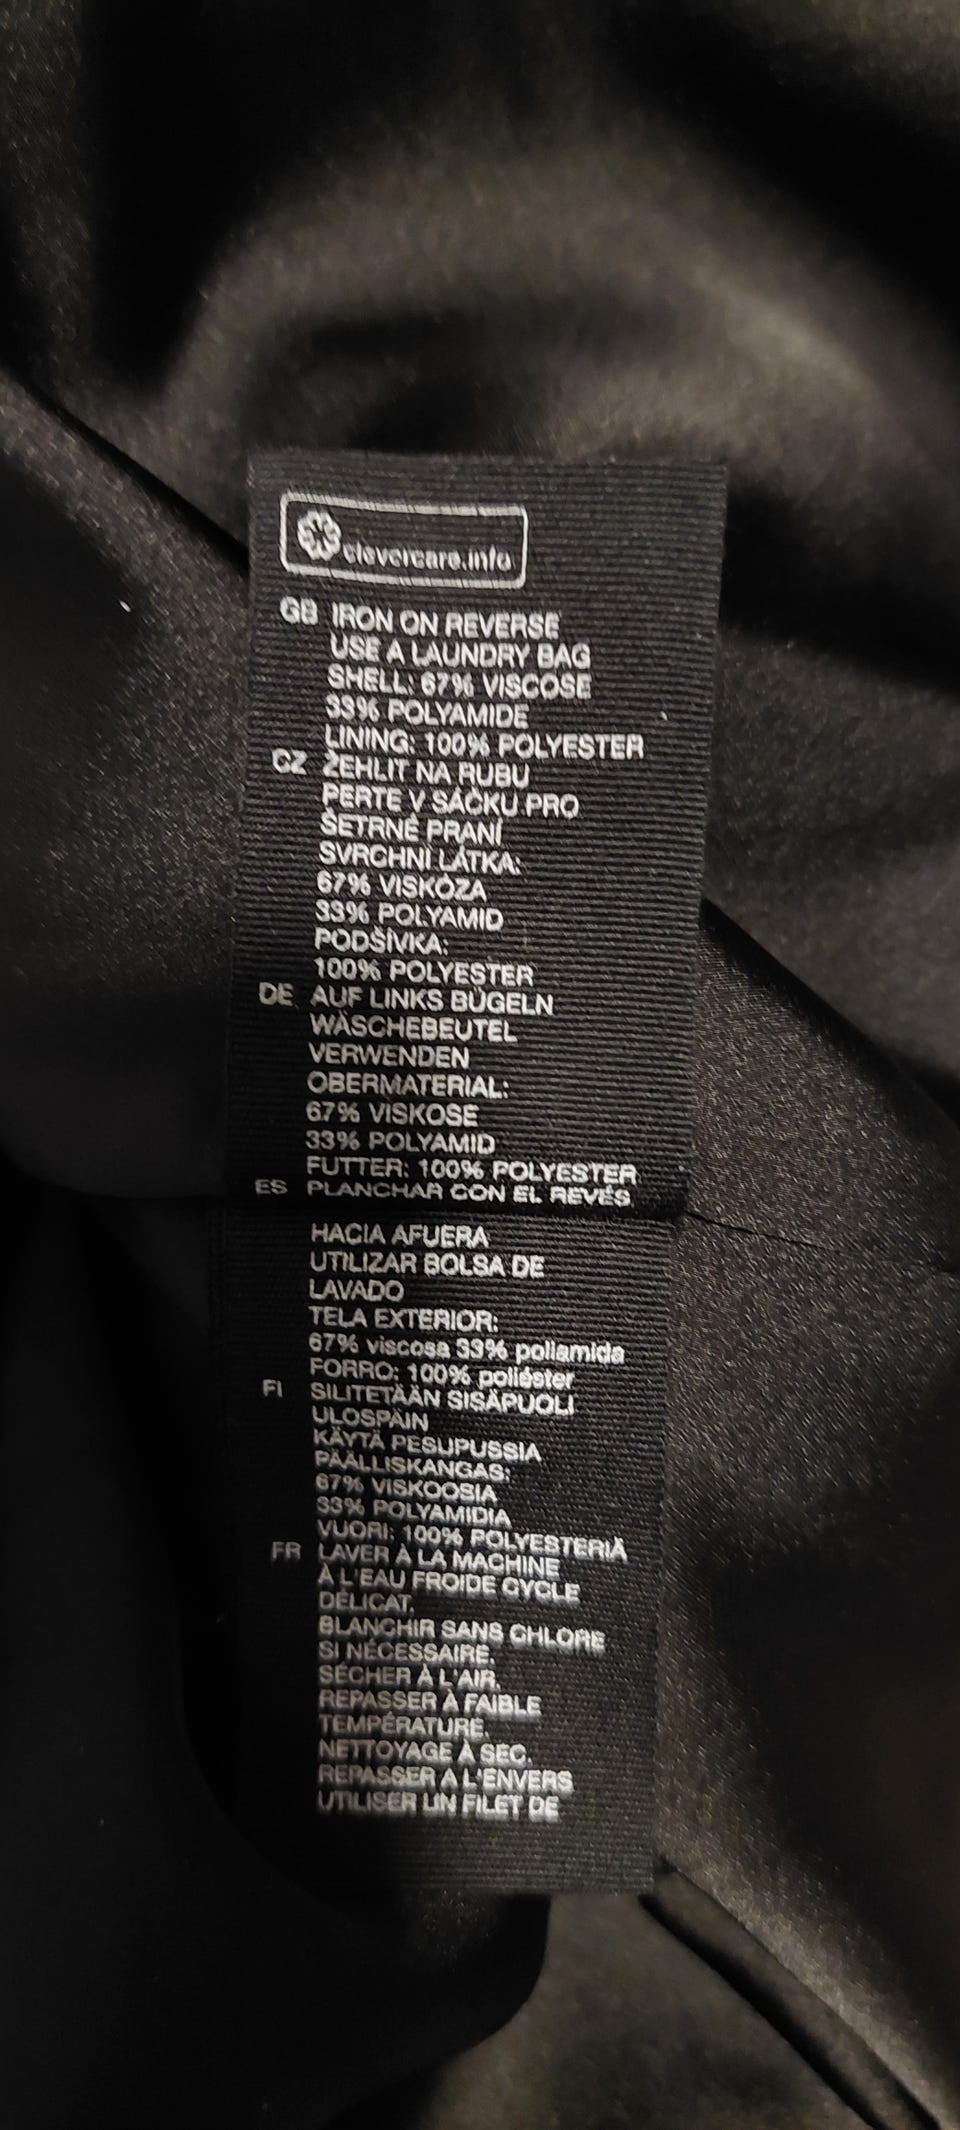 clevercare.info
GB IRON ON REVERSE
USE A LAUNDRY BAG
SHELL: 67% VISCOSE
33% POLYAMIDE
LINING: 100% POLYESTER
CZ ŽEHLIT NA RUBU
PERTE V SÁČKU PRO
ŠETRNÉ PRANÍ
SVRCHNÍ LÁTKA:
67% VISKÓZA
33% POLYAMID
PODŠÍVKA:
100% POLYESTER
DE AUF LINKS BÜGELN
WÄSCHEBEUTEL
VERWENDEN
OBERMATERIAL:
67% VISKOSE
33% POLYAMID
FUTTER: 100% POLYESTER
ES PLANCHAR CON EL REVÉS
HACIA AFUERA
UTILIZAR BOLSA DE
LAVADO
TELA EXTERIOR:
67% viscosa 33% poliamida
FORRO: 100% poliéster
FI SILITETÄÄN SISÄPUOLI
ULOSPÄIN
KÄYTÄ PESUPUSSIA
PÄÄLLISKANGAS:
67% VISKOOSIA
33% POLYAMIDIA
VUORI: 100% POLYESTERIÄ
FR LAVER À LA MACHINE
À L'EAU FROIDE CYCLE
DÉLICAT.
BLANCHIR SANS CHLORE
SI NÉCESSAIRE.
SÉCHER À L'AIR.
REPASSER À FAIBLE
TEMPÉRATURE.
NETTOYAGE À SEC.
REPASSER A L'ENVERS
UTILISER UN FILET DE